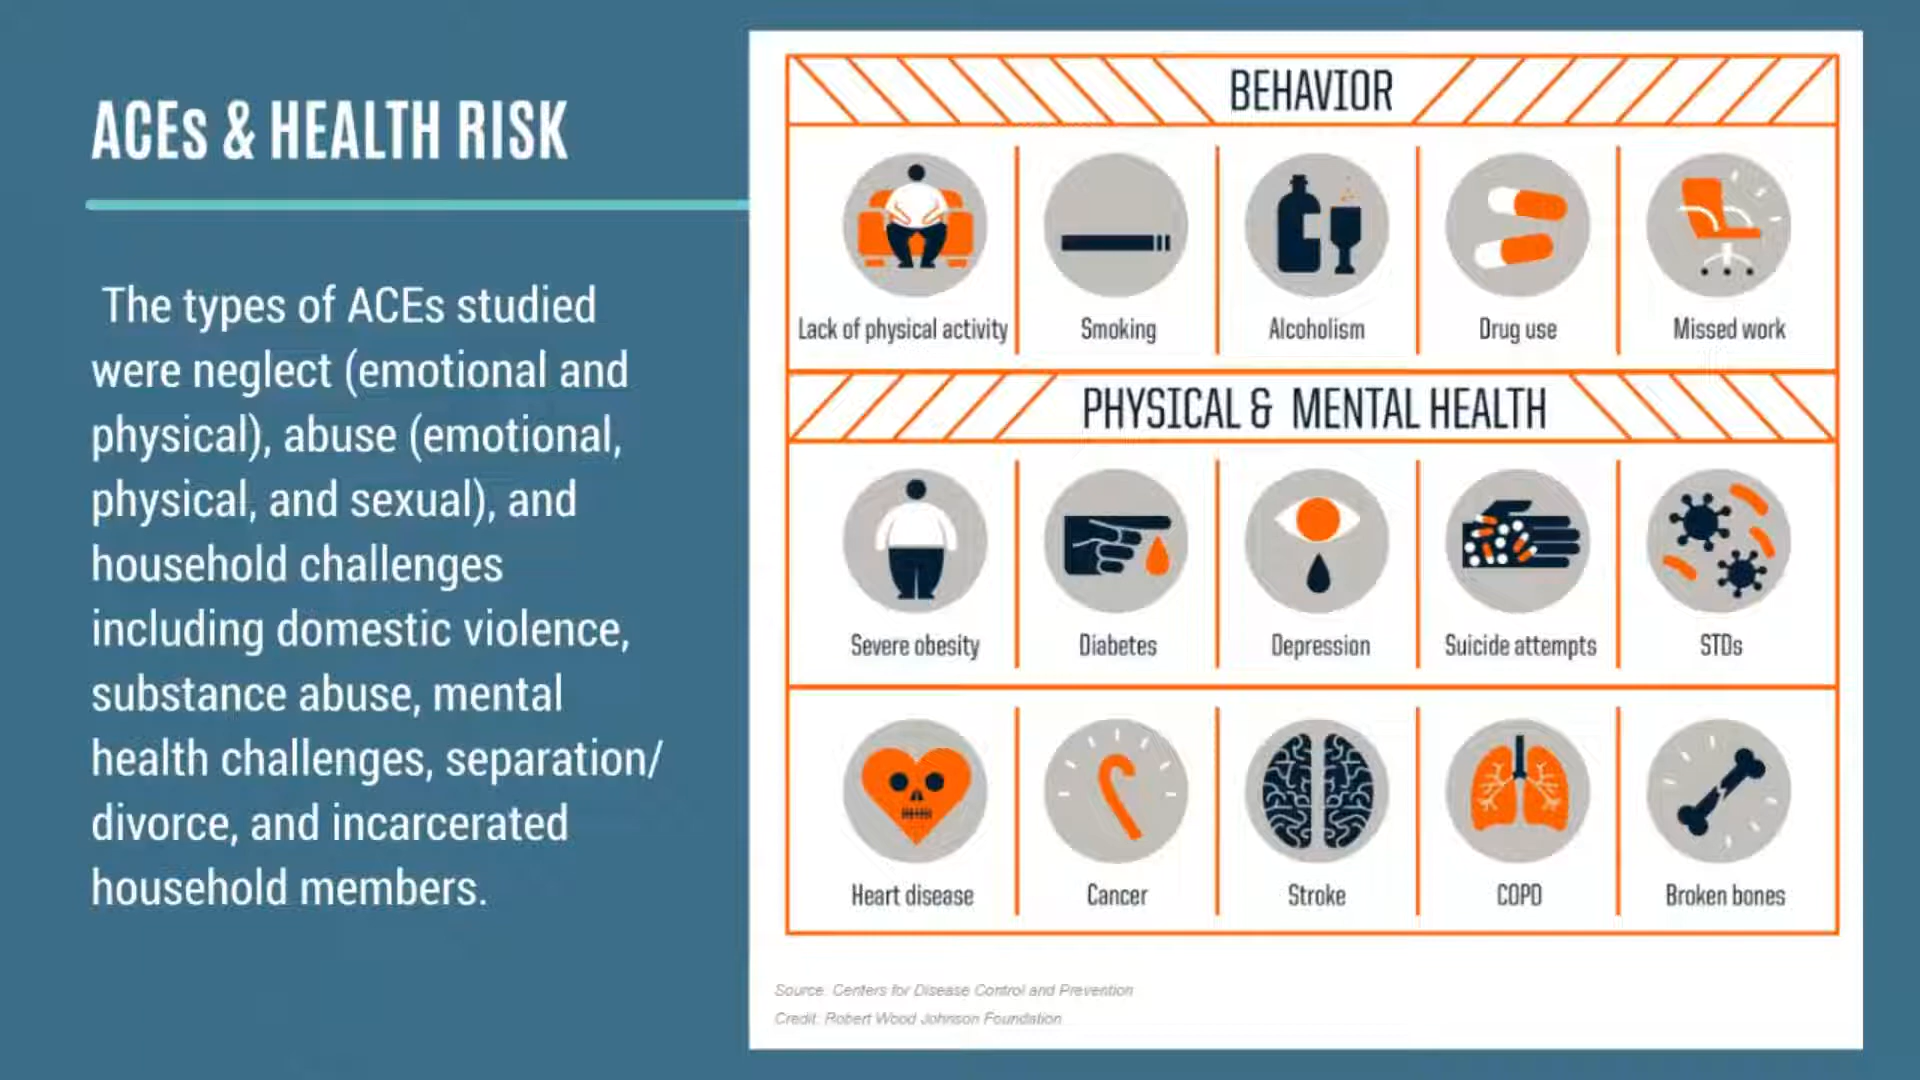 ACEs & HEALTH RISK
The types of ACEs studied
were neglect (emotional and
physical), abuse (emotional,
physical, and sexual), and
household challenges
including domestic violence,
substance abuse, mental
health challenges, separation/
divorce, and incarcerated
household members.
BEHAVIOR
Lack of physical activity
Smoking
Alcoholism
Drug use
Missed work
PHYSICAL & MENTAL HEALTH
Severe obesity
Diabetes
Depression
Suicide attempts
STDs
Heart disease
Cancer
Stroke
COPD
Broken bones
Source: Centers for Disease Control and Prevention
Credit: Robert Wood Johnson Foundation